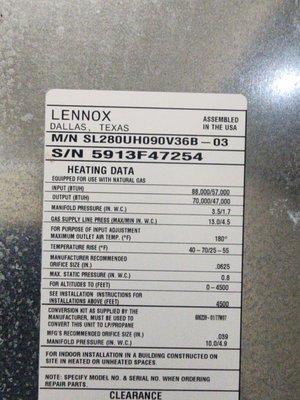 LENNOX
DALLAS, TEXAS
ASSEMBLED
IN THE USA
M/N SL280UH090V36B - 03
S/N 5913F47254
HEATING DATA
EQUIPPED FOR USE WITH NATURAL GAS
INPUT (BTUH) 88,000/57,000
OUTPUT (BTUH) 70,000/47,000
MANIFOLD PRESSURE (IN. W.C.) 3.5/1.7
GAS SUPPLY LINE PRESS (MAX/MIN IN. W.C.) 13.0/4.5
FOR PURPOSE OF INPUT ADJUSTMENT
MAXIMUM OUTLET AIR TEMP. (°F) 180°
TEMPERATURE RISE (°F) 40 - 70/25 - 55
MANUFACTURER RECOMMENDED
ORIFICE SIZE (IN.) .0625
MAX. STATIC PRESSURE (IN. W.C.) 0.8
FOR ALTITUDES TO (FEET) 0 - 4500
SEE INSTALLATION INSTRUCTIONS FOR
INSTALLATIONS ABOVE (FEET) 4500
CONVERSION KIT AS SUPPLIED BY THE
MANUFACTURER, MUST BE USED TO
CONVERT THIS UNIT TO LP/PROPANE
MFG'S RECOMMENDED ORIFICE SIZE (IN.) .039
MANIFOLD PRESSURE (IN. W.C.) 10.0/4.9
FOR INDOOR INSTALLATION IN A BUILDING CONSTRUCTED ON
SITE IN HEATED OR UNHEATED SPACES.
NOTE: SPECIFY MODEL NO. & SERIAL NO. WHEN ORDERING
REPAIR PARTS.
CLEARANCE